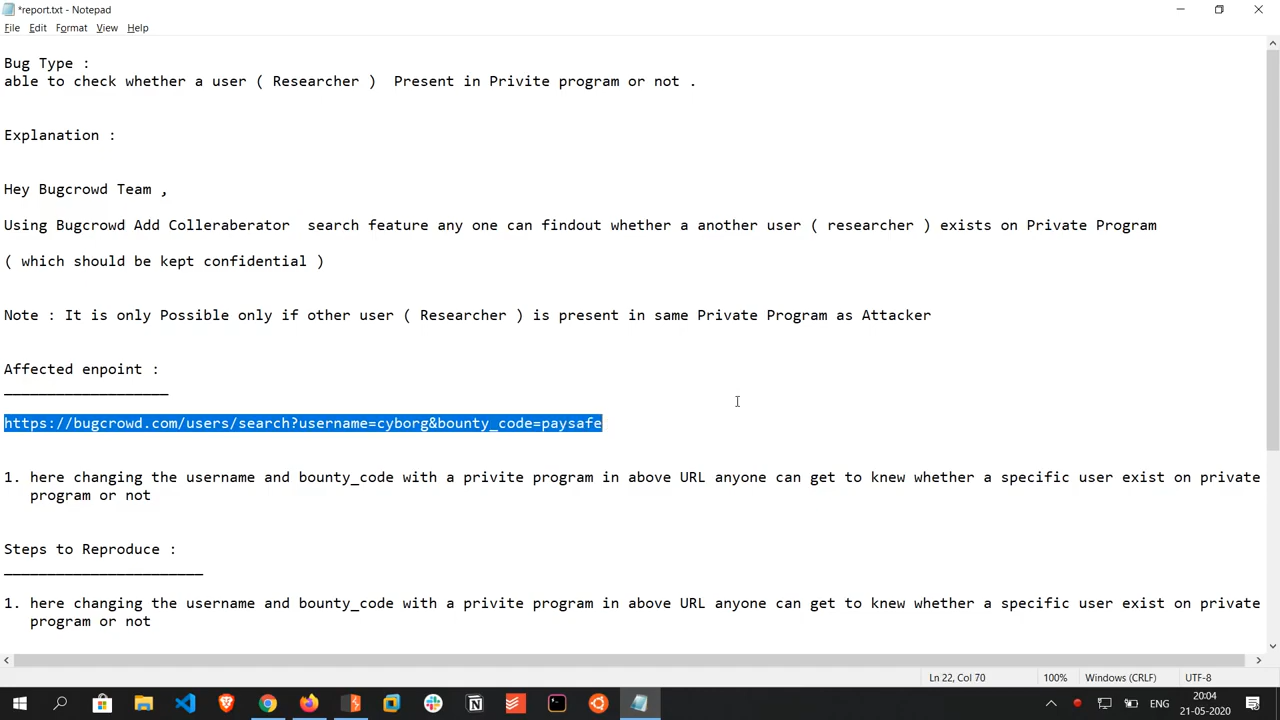 *report.txt - Notepad
File Edit Format View Help
Bug Type :
able to check whether a user ( Researcher )  Present in Privite program or not .
Explanation :
Hey Bugcrowd Team ,
Using Bugcrowd Add Colleraberator  search feature any one can findout whether a another user ( researcher ) exists on Private Program
( which should be kept confidential )
Note : It is only Possible only if other user ( Researcher ) is present in same Private Program as Attacker
Affected enpoint :
___________________
https://bugcrowd.com/users/search?username=cyborg&bounty_code=paysafe
1. here changing the username and bounty_code with a privite program in above URL anyone can get to knew whether a specific user exist on private
program or not
Steps to Reproduce :
_______________________
1. here changing the username and bounty_code with a privite program in above URL anyone can get to knew whether a specific user exist on private
program or not
Ln 22, Col 70 100% Windows (CRLF) UTF-8
ENG 20:04
21-05-2020